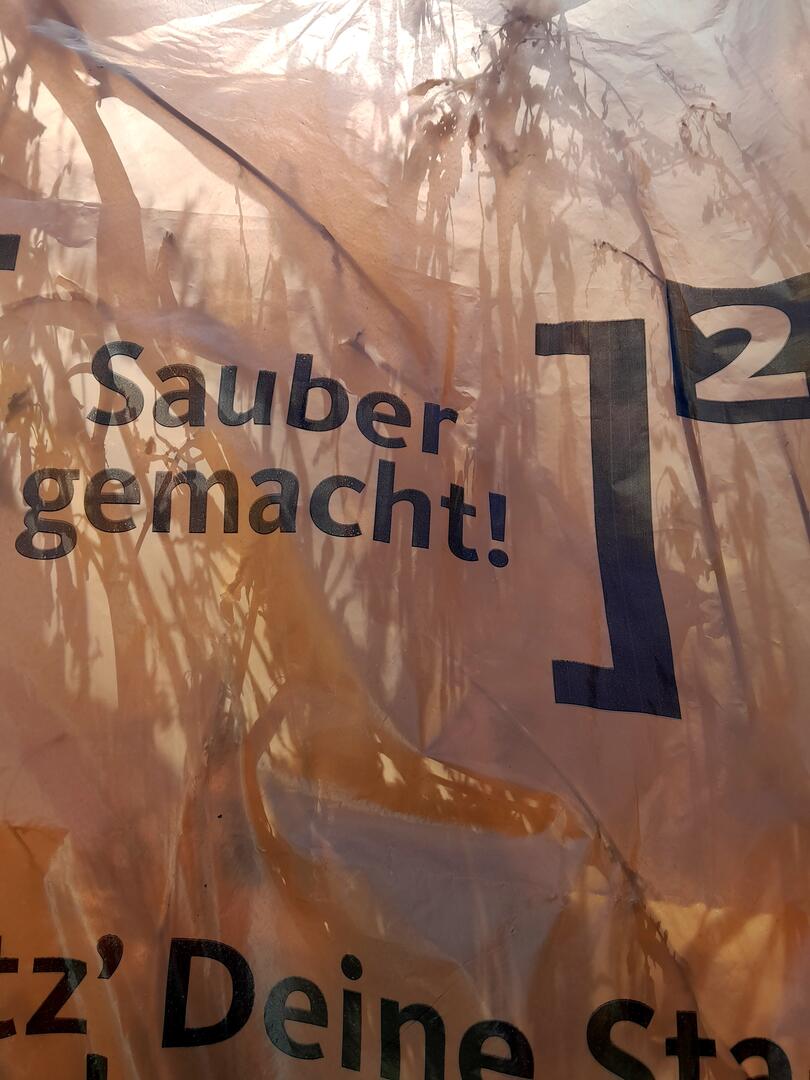 Sauber
gemacht!
]²
tz’ Deine Sta